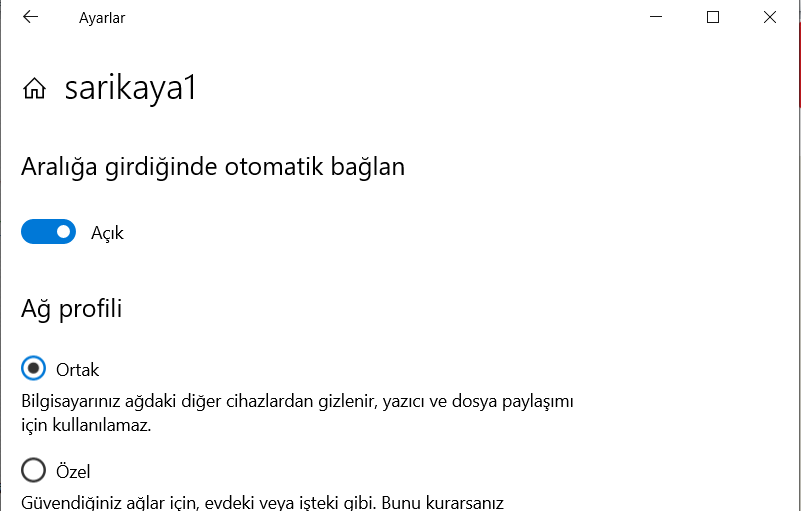 Ayarlar
sarikaya1
Aralığa girdiğinde otomatik bağlan
Açık
Ağ profili
Ortak
Bilgisayarınız ağdaki diğer cihazlardan gizlenir, yazıcı ve dosya paylaşımı
için kullanılamaz.
Özel
Güvendiğiniz ağlar için, evdeki veya işteki gibi. Bunu kurarsanız